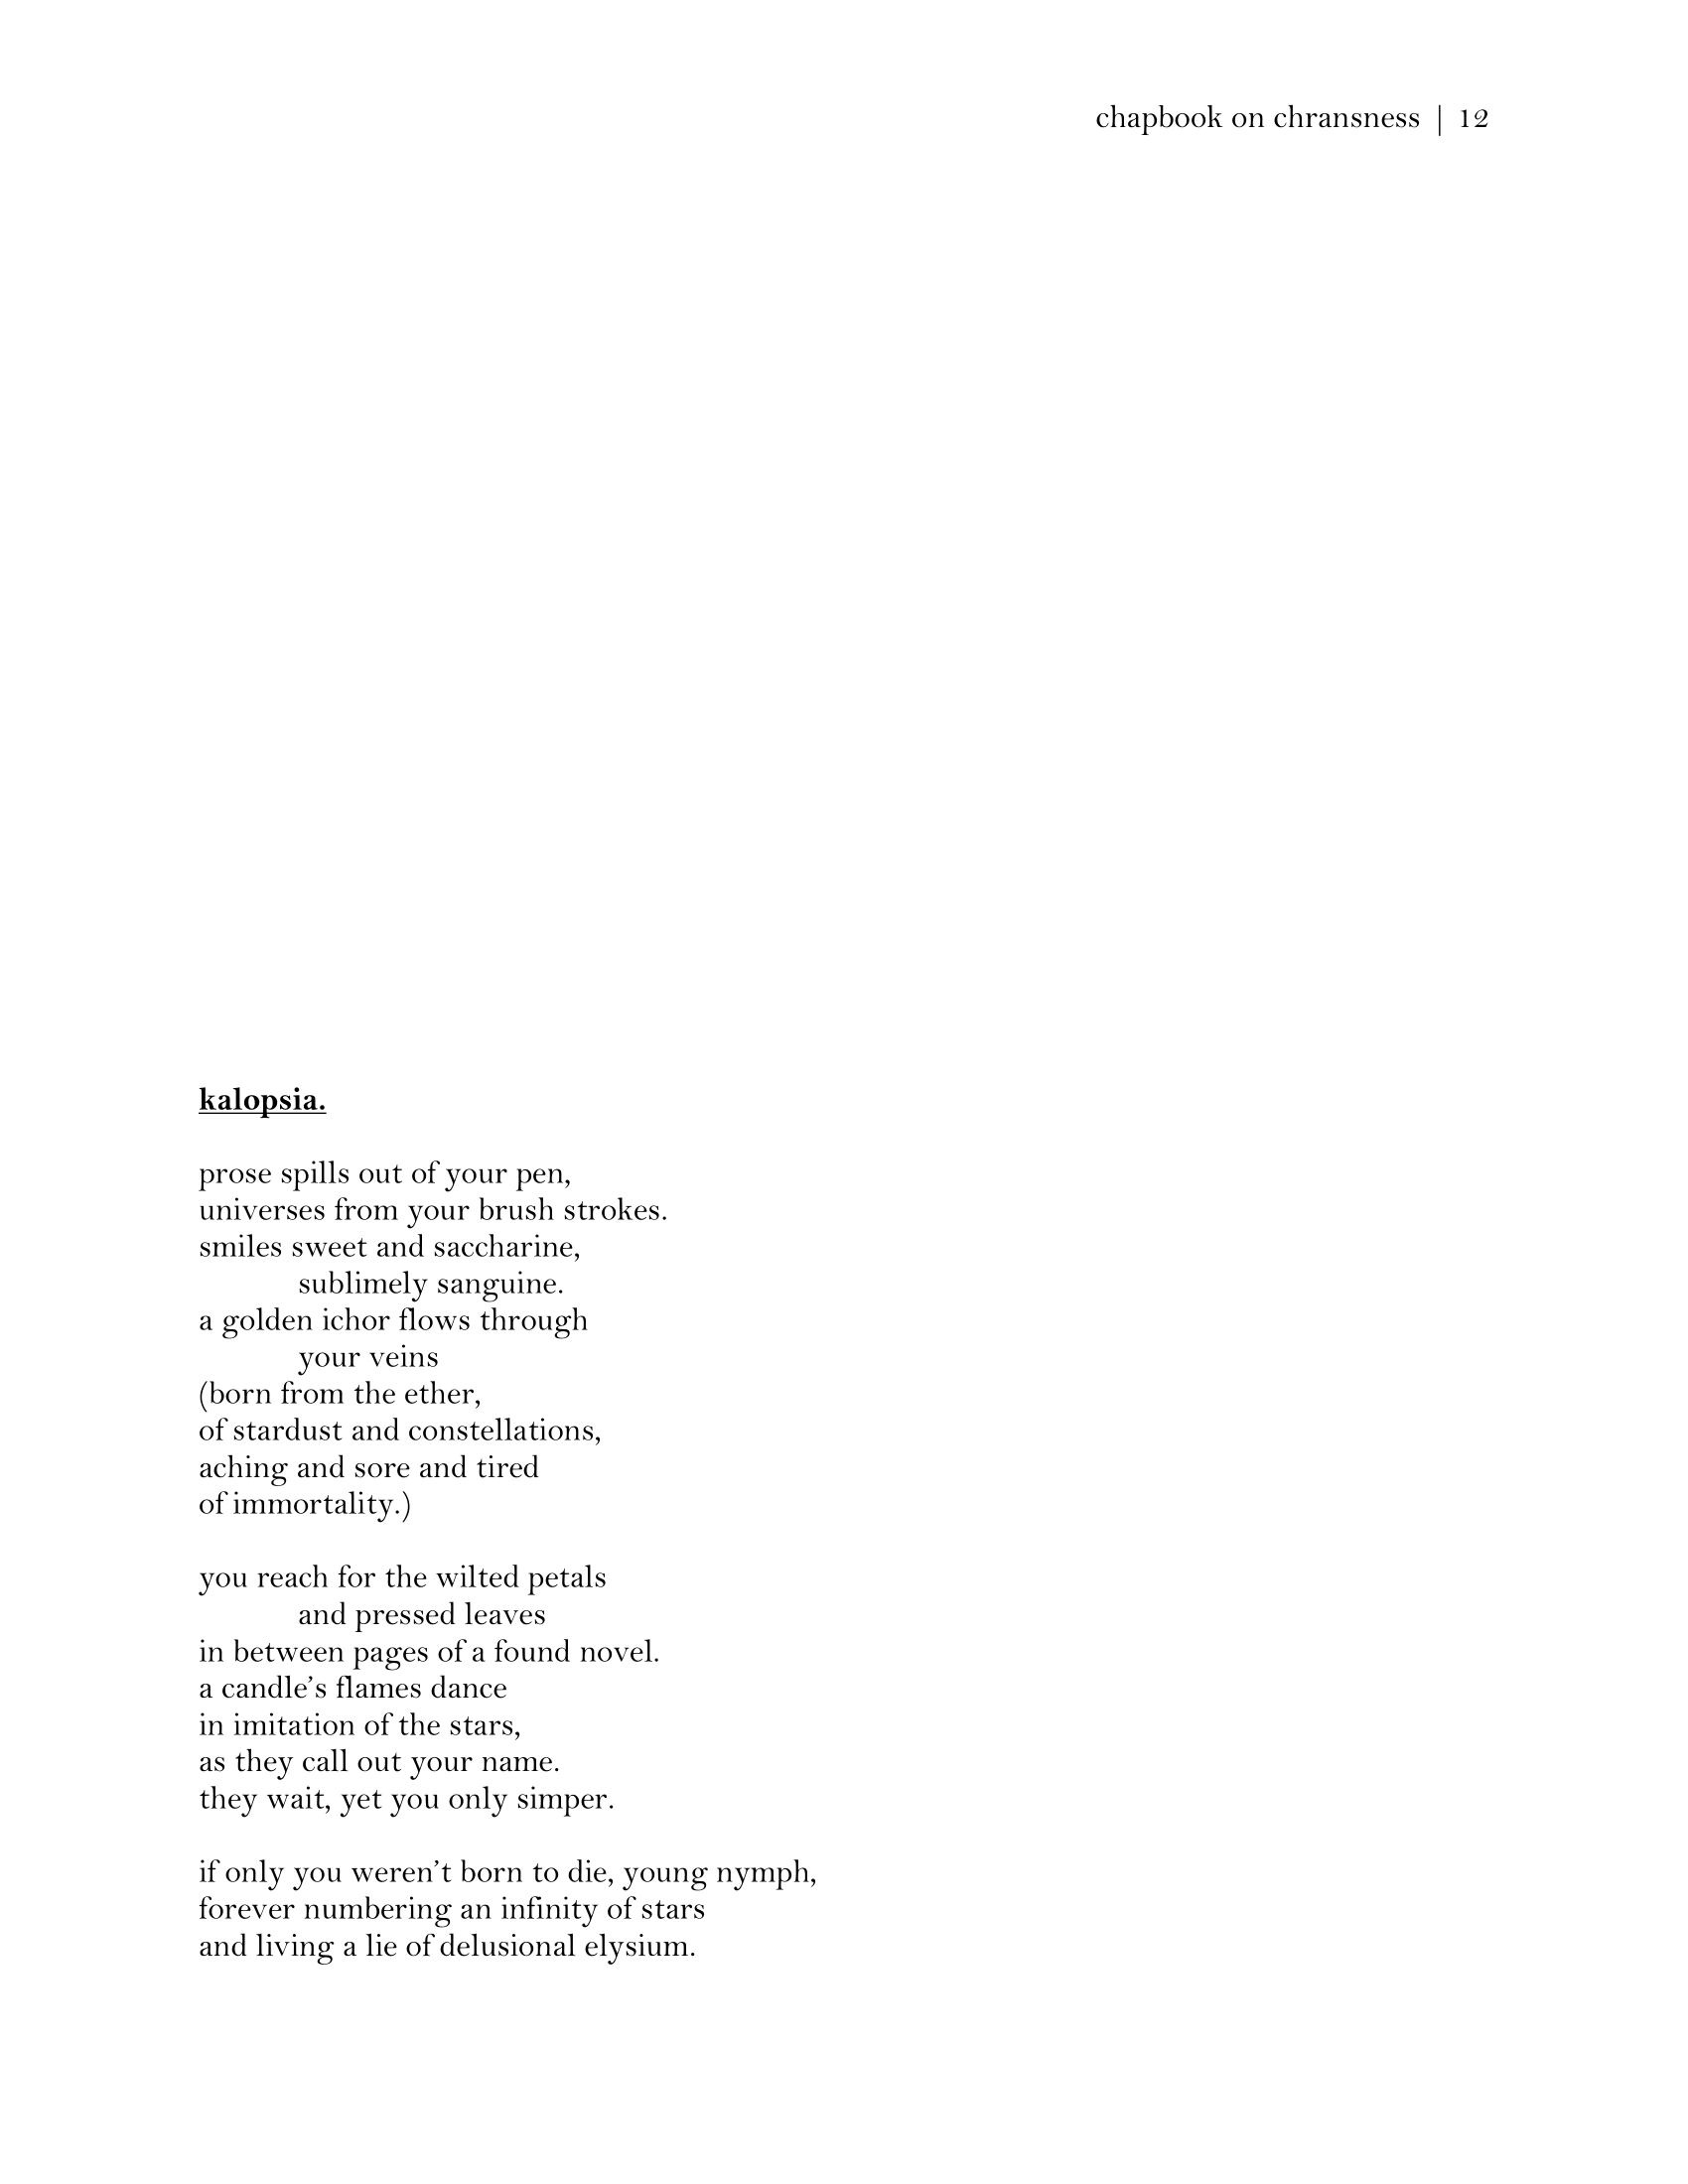 chapbook on chransness | 12
kalopsia.
prose spills out of your pen,
universes from your brush strokes.
smiles sweet and saccharine,
sublimely sanguine.
a golden ichor flows through
your veins
(born from the ether,
of stardust and constellations,
aching and sore and tired
of immortality.)
you reach for the wilted petals
and pressed leaves
in between pages of a found novel.
a candle’s flames dance
in imitation of the stars,
as they call out your name.
they wait, yet you only simper.
if only you weren’t born to die, young nymph,
forever numbering an infinity of stars
and living a lie of delusional elysium.